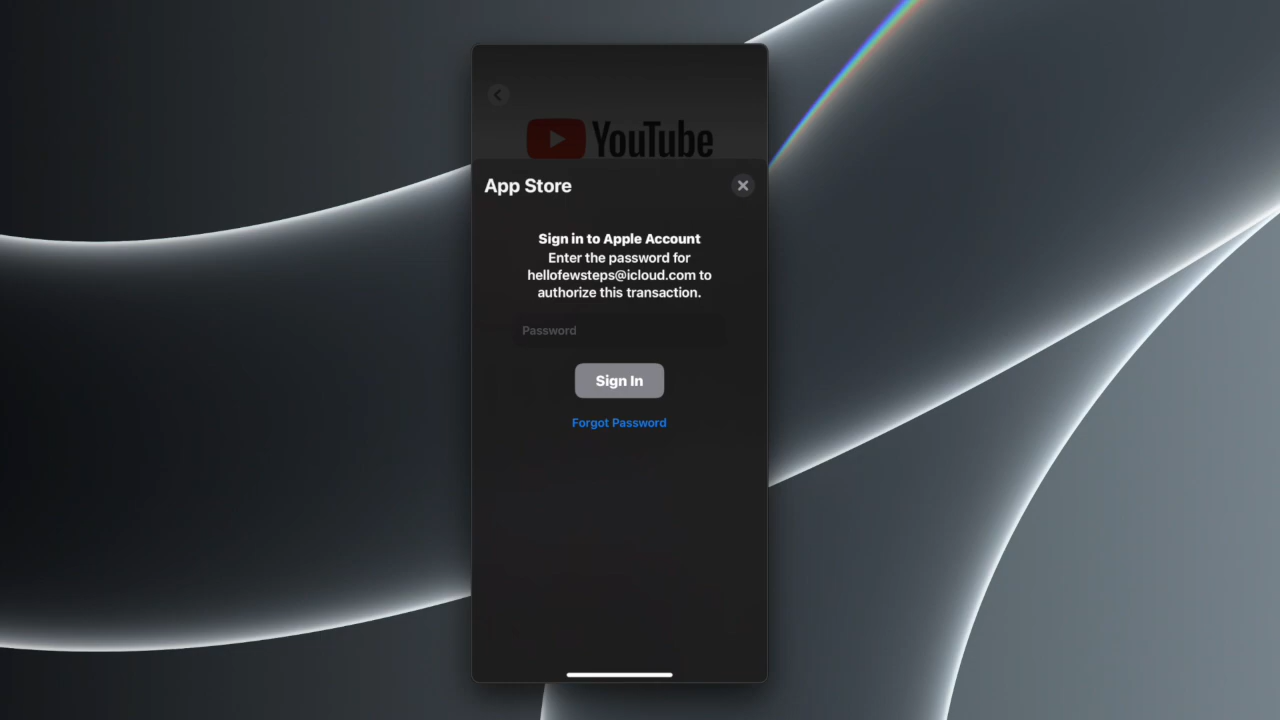 YouTube
App Store
Sign in to Apple Account
Enter the password for
hellofewsteps@icloud.com to
authorize this transaction.
Password
Sign In
Forgot Password